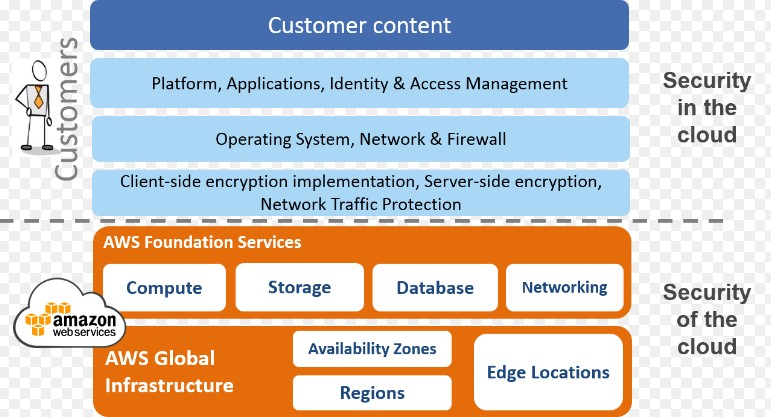 Customer content
Customers
Platform, Applications, Identity & Access Management
Security
in the
cloud
Operating System, Network & Firewall
Client-side encryption implementation, Server-side encryption,
Network Traffic Protection
AWS Foundation Services
Compute
Storage
Database
Networking
Security
of the
cloud
amazon
webservices
AWS Global
Infrastructure
Availability Zones
Regions
Edge Locations